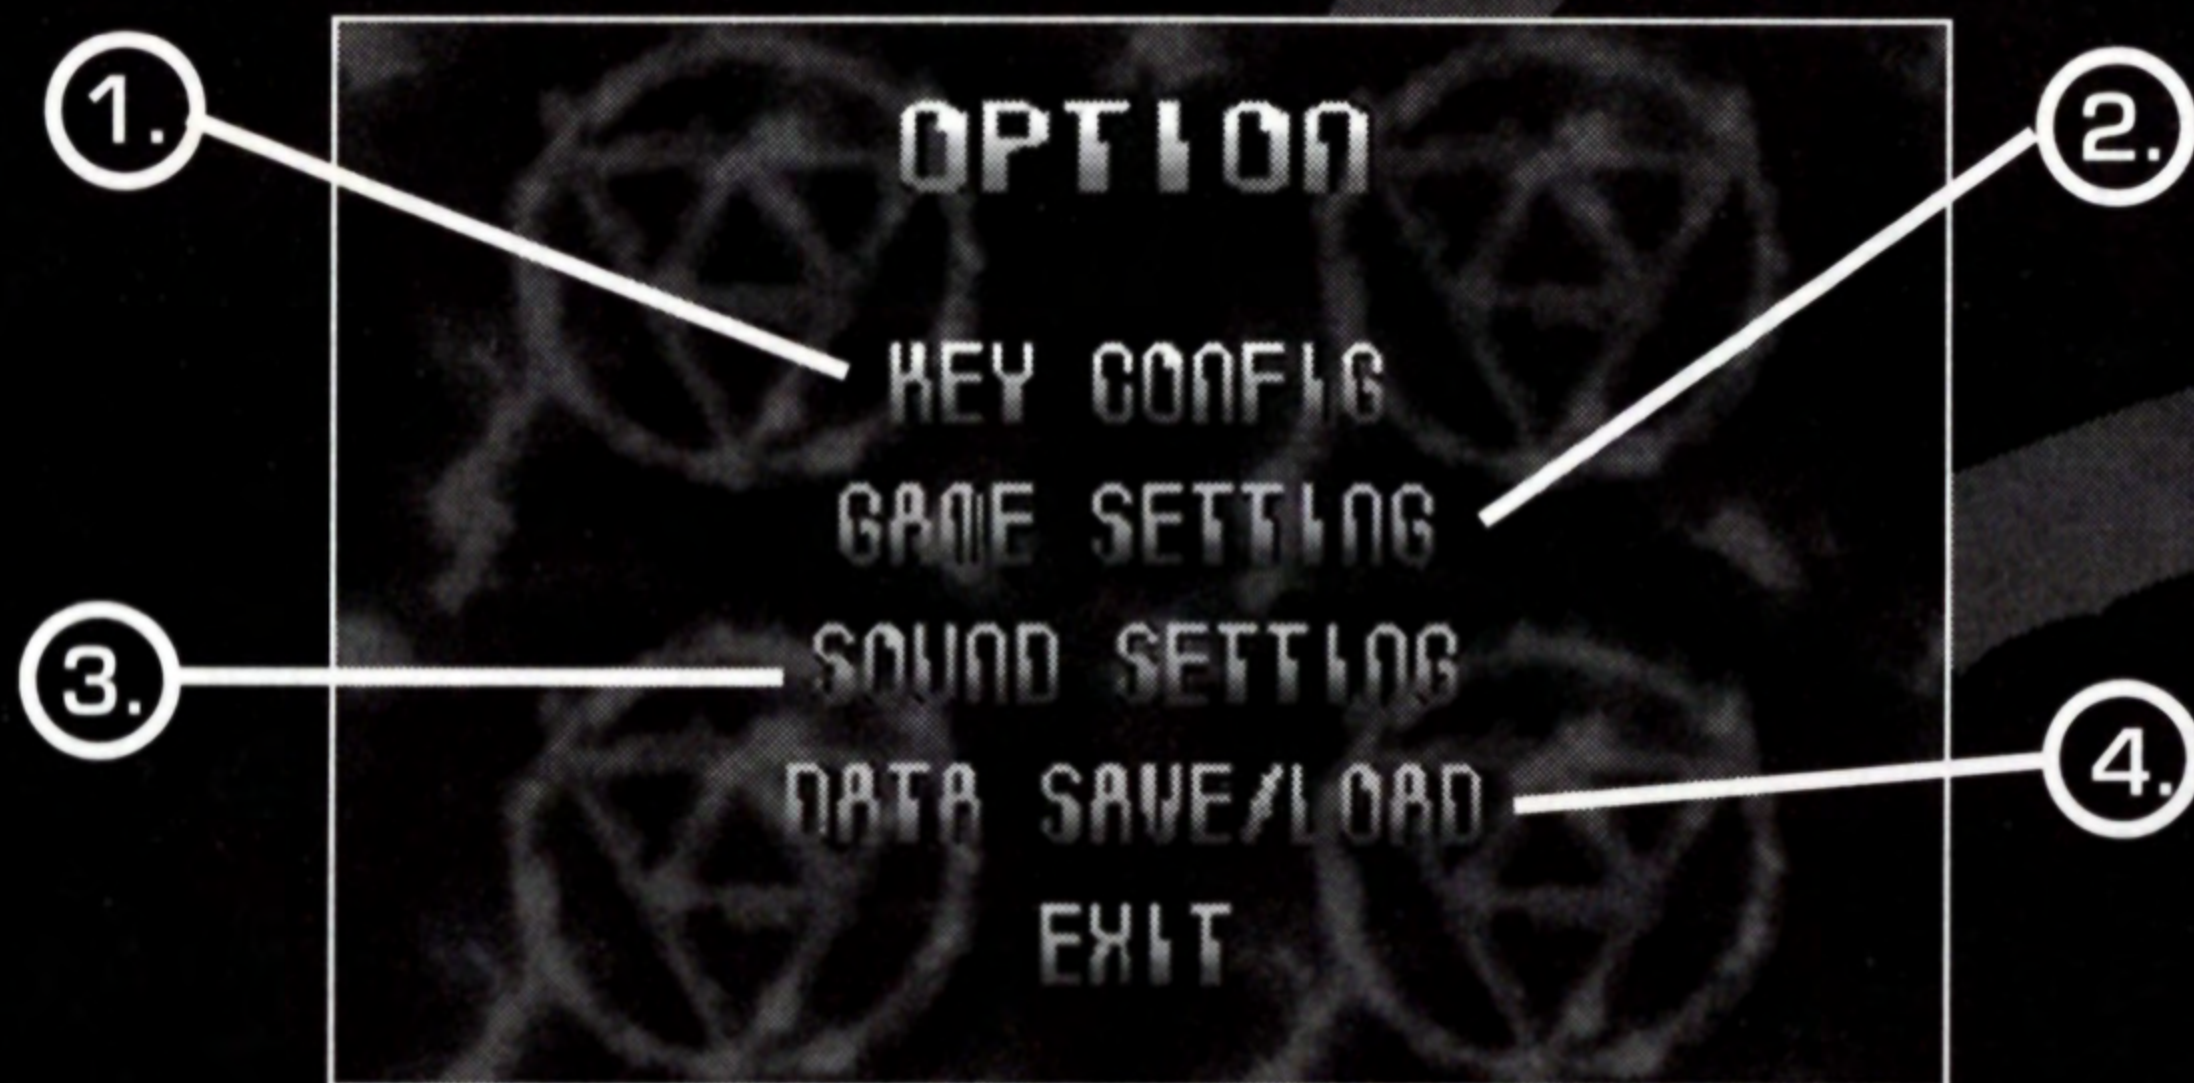 1.
OPTION
2.
KEY CONFIG
GAME SETTING
3.
SOUND SETTING
4.
DATA SAVE/LOAD
EXIT